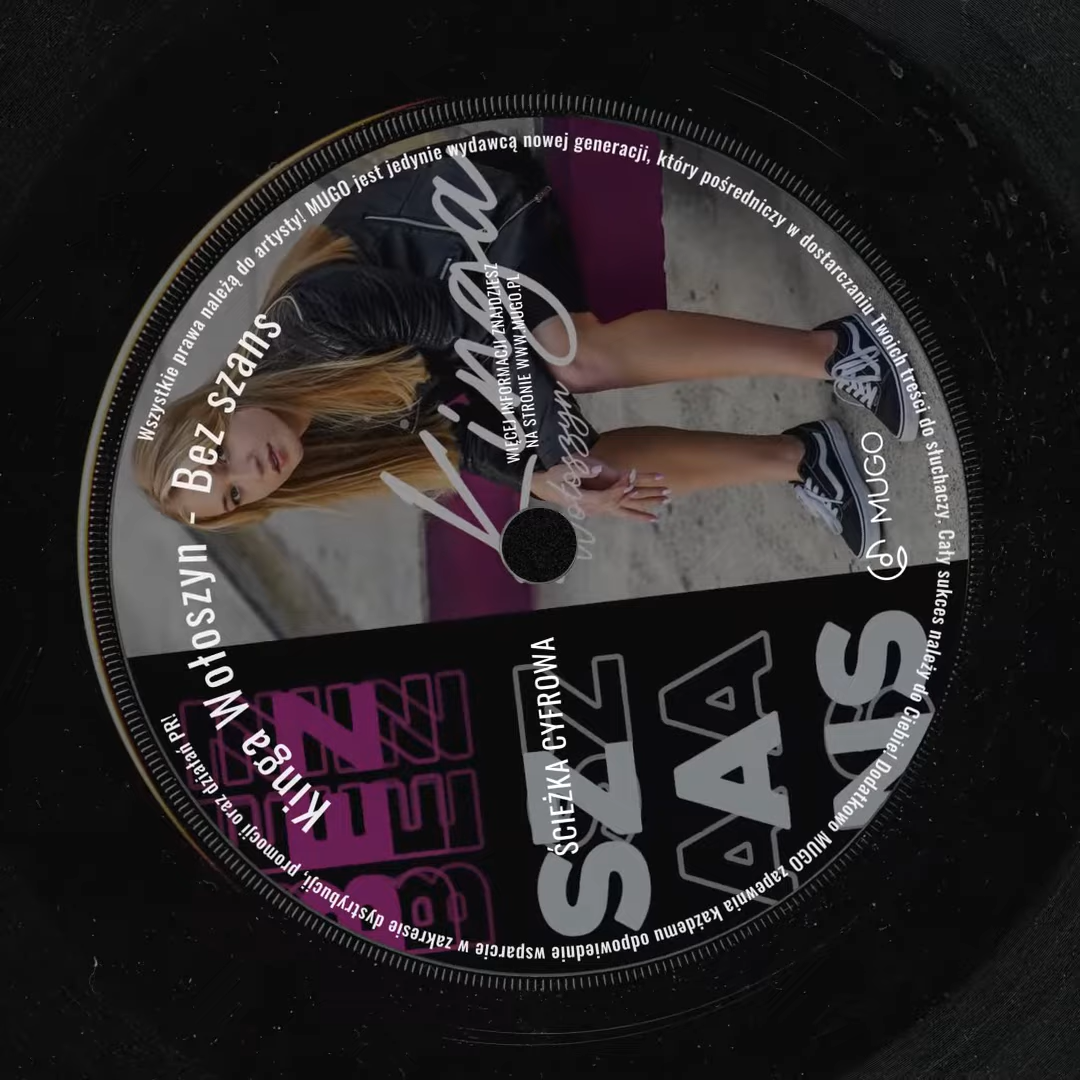 Kinga Wołoszyn - Bez szans
Kinga
Wołoszyn
WIĘCEJ INFORMACJI ZNAJDZIESZ
NA STRONIE WWW.MUGO.PL
MUGO
ŚCIEŻKA CYFROWA
BEZ
SZ
A
NS
Wszystkie prawa należą do artysty! MUGO jest jedynie wydawcą nowej generacji, który pośredniczy w dostarczaniu Twoich treści do słuchaczy. Cały sukces należy do Ciebie! Dodatkowo MUGO zapewnia każdemu odpowiednie wsparcie w zakresie dystrybucji, promocji oraz działań PR!